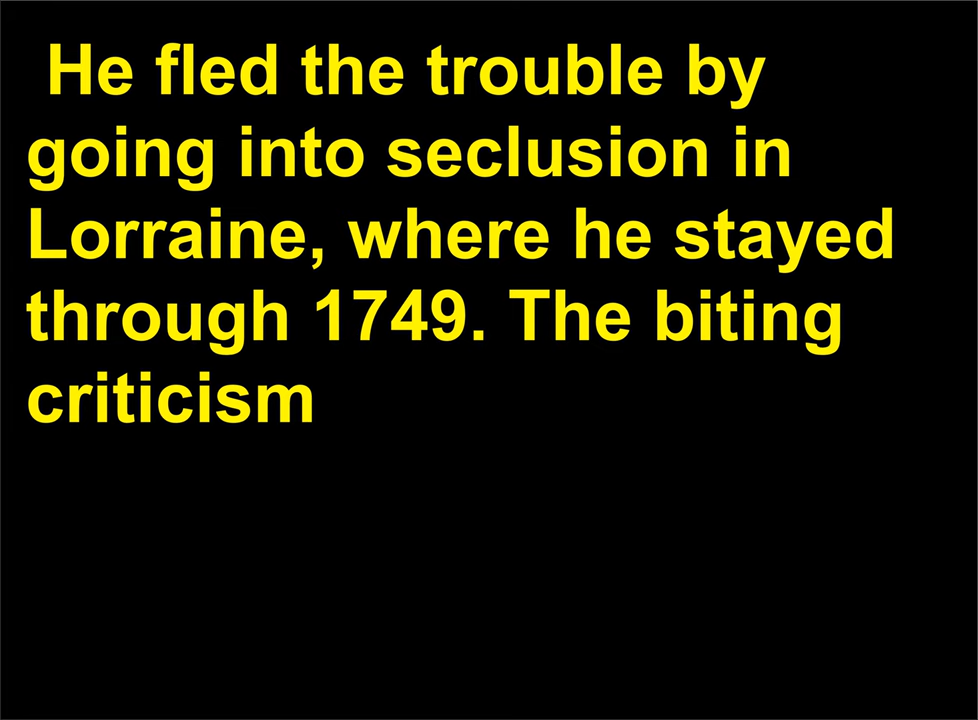 He fled the trouble by
going into seclusion in
Lorraine, where he stayed
through 1749. The biting
criticism